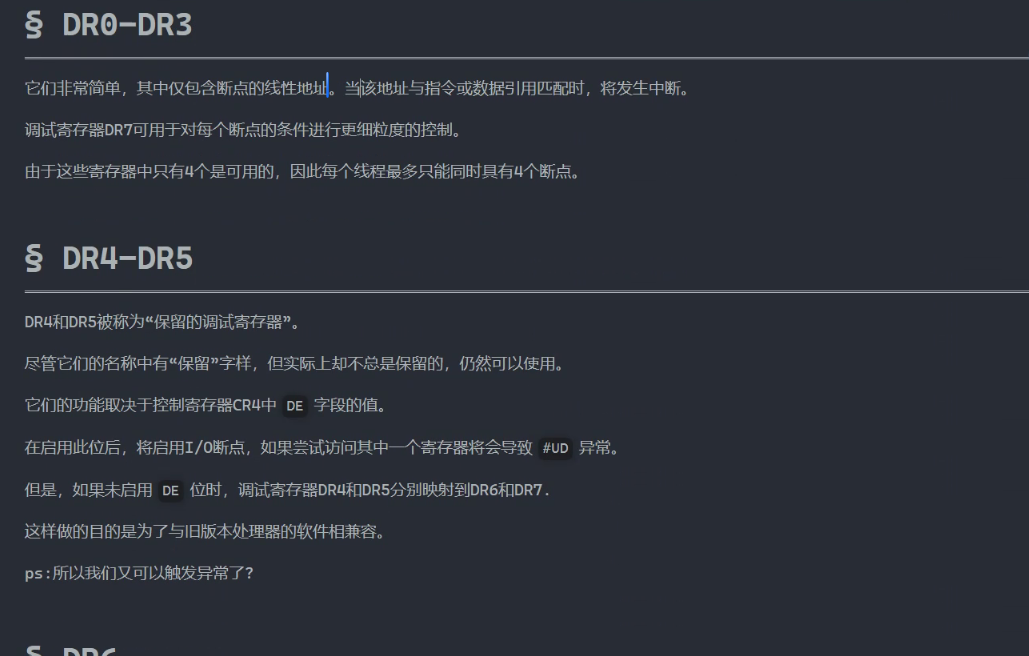 § DR0-DR3
它们非常简单，其中仅包含断点的线性地址。当该地址与指令或数据引用匹配时，将发生中断。
调试寄存器DR7可用于对每个断点的条件进行更细粒度的控制。
由于这些寄存器中只有4个是可用的，因此每个线程最多只能同时具有4个断点。
§ DR4-DR5
DR4和DR5被称为“保留的调试寄存器”。
尽管它们的名称中有“保留”字样，但实际上却不总是保留的，仍然可以使用。
它们的功能取决于控制寄存器CR4中 DE 字段的值。
在启用此位后，将启用I/O断点，如果尝试访问其中一个寄存器将会导致 #UD 异常。
但是，如果未启用 DE 位时，调试寄存器DR4和DR5分别映射到DR6和DR7.
这样做的目的是为了与旧版本处理器的软件相兼容。
ps:所以我们又可以触发异常了?
§ DR6